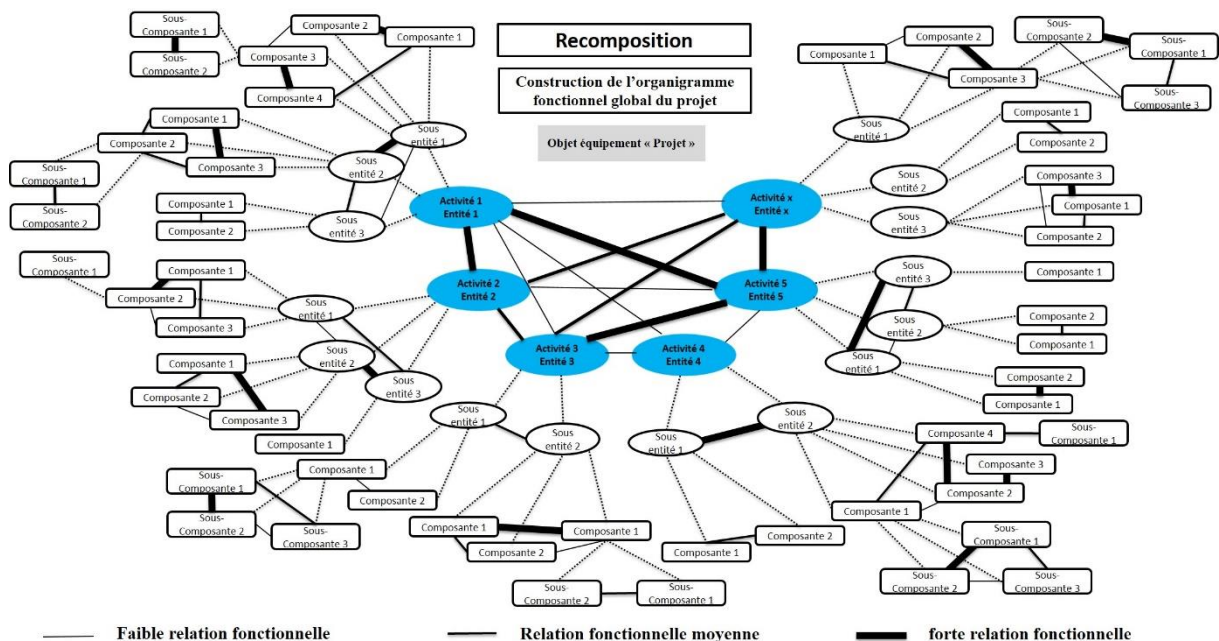 Recomposition
Construction de l’organigramme
fonctionnel global du projet
Objet équipement « Projet »
Sous-
Composante 1
Sous-
Composante 2
Composante 2
Composante 1
Composante 3
Composante 4
Sous
entité 1
Composante 1
Composante 2
Composante 3
Sous-
Composante 1
Sous-
Composante 2
Sous
entité 2
Composante 1
Composante 2
Sous
entité 3
Activité 1
Entité 1
Sous-
Composante 1
Composante 1
Composante 2
Composante 3
Sous
entité 1
Activité 2
Entité 2
Composante 1
Composante 2
Composante 3
Sous
entité 2
Sous
entité 3
Composante 1
Activité 3
Entité 3
Sous
entité 1
Sous
entité 2
Composante 1
Composante 2
Sous-
Composante 1
Sous-
Composante 2
Sous-
Composante 3
Composante 1
Composante 1
Composante 2
Sous-
Composante 2
Sous-
Composante 1
Activité 4
Entité 4
Sous
entité 1
Sous
entité 2
Composante 1
Composante 2
Composante 4
Sous-
Composante 1
Composante 3
Composante 2
Composante 1
Sous-
Composante 1
Sous-
Composante 2
Sous-
Composante 3
Activité 5
Entité 5
Sous
entité 3
Composante 1
Sous
entité 2
Composante 2
Composante 1
Sous
entité 1
Composante 2
Composante 1
Activité x
Entité x
Sous
entité 1
Composante 1
Composante 2
Composante 3
Sous-
Composante 2
Sous-
Composante 1
Sous-
Composante 3
Sous
entité 2
Composante 1
Composante 2
Sous
entité 3
Composante 3
Composante 1
Composante 2
Faible relation fonctionnelle
Relation fonctionnelle moyenne
forte relation fonctionnelle